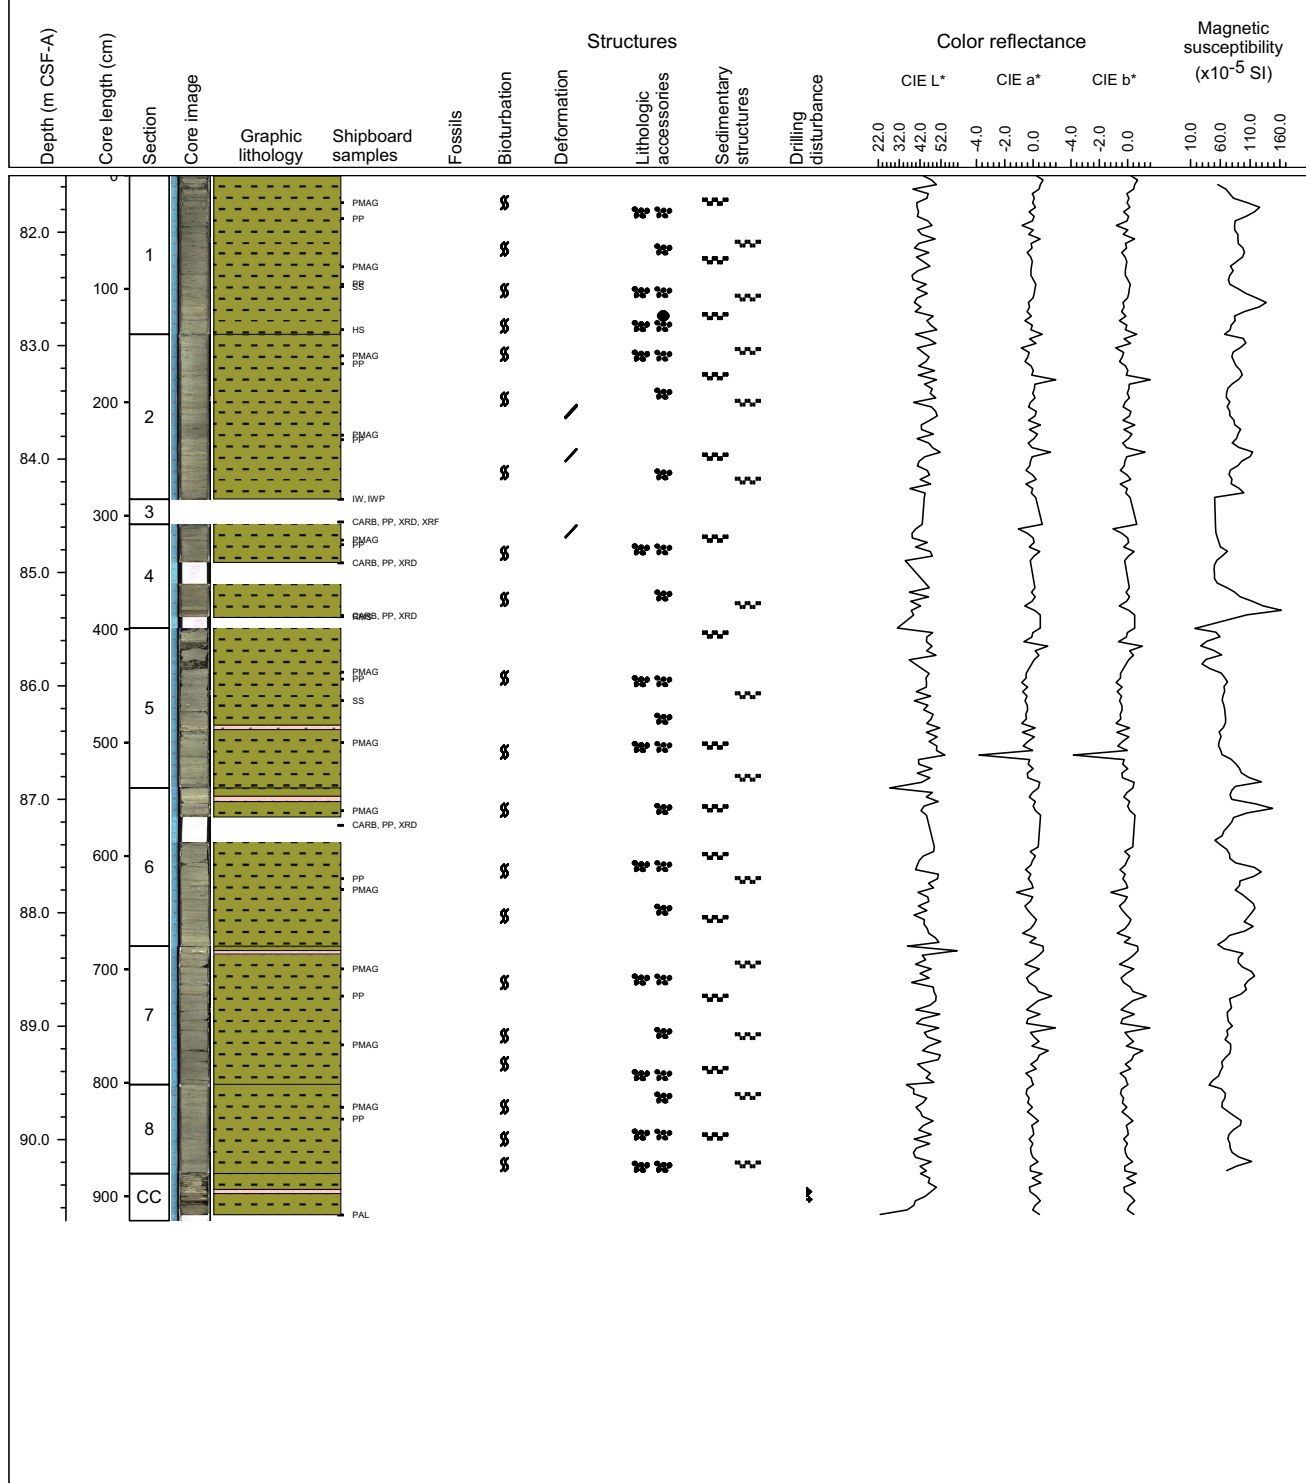 Structures
Color reflectance
Magnetic
susceptibility
(x10-5 SI)
CIE L*
CIE a*
CIE b*
Depth (m CSF-A)
Core length (cm)
Section
Core image
Graphic
lithology
Shipboard
samples
Fossils
Bioturbation
Deformation
Lithologic
accessories
Sedimentary
structures
Drilling
disturbance
22.0 32.0 42.0 52.0
-4.0 -2.0 0.0
-4.0 -2.0 0.0
10.0 60.0 110.0 160.0
0
PMAG
PP
82.0
1
PMAG
PP
SS
100
HS
83.0
PMAG
PP
200
2
PMAG
PP
84.0
IW, IWP
300
3
CARB, PP, XRD, XRF
PMAG
PP
CARB, PP, XRD
85.0
4
CARB, PP, XRD
400
PMAG
PP
86.0
SS
5
500
PMAG
87.0
PMAG
CARB, PP, XRD
600
6
PP
PMAG
88.0
700
PMAG
PP
7
89.0
PMAG
800
PMAG
PP
8
90.0
900
CC
PAL